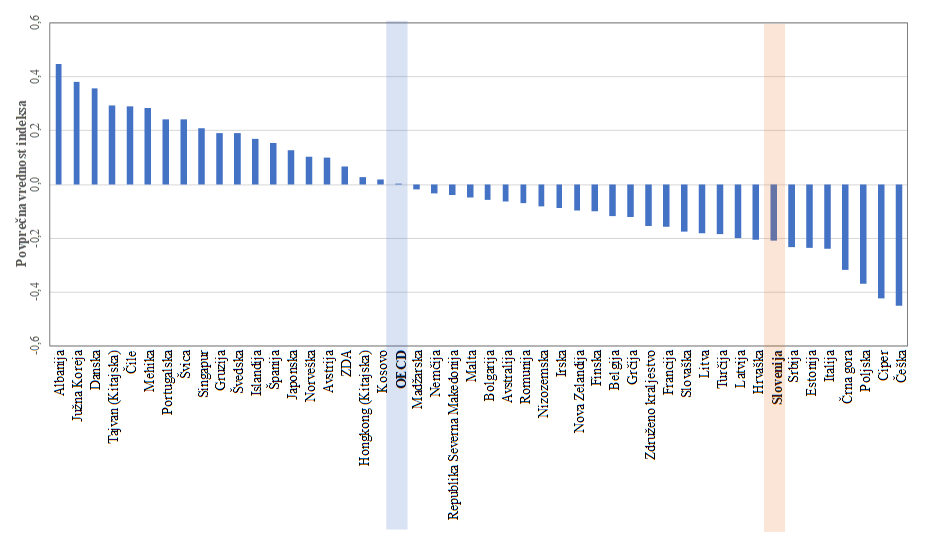 Povprečna vrednost indeksa
0,6
0,4
0,2
0,0
-0,2
-0,4
-0,6
Albanija
Južna Koreja
Danska
Tajvan (Kitajska)
Čile
Mehika
Portugalska
Švica
Singapur
Gruzija
Švedska
Islandija
Španija
Japonska
Norveška
Avstrija
ZDA
Hongkong (Kitajska)
Kosovo
OECD
Madžarska
Nemčija
Republika Severna Makedonija
Malta
Bolgarija
Avstralija
Romunija
Nizozemska
Irska
Nova Zelandija
Finska
Belgija
Grčija
Združeno kraljestvo
Francija
Slovaška
Litva
Turčija
Latvija
Hrvaška
Slovenija
Srbija
Estonija
Italija
Črna gora
Poljska
Ciper
Češka